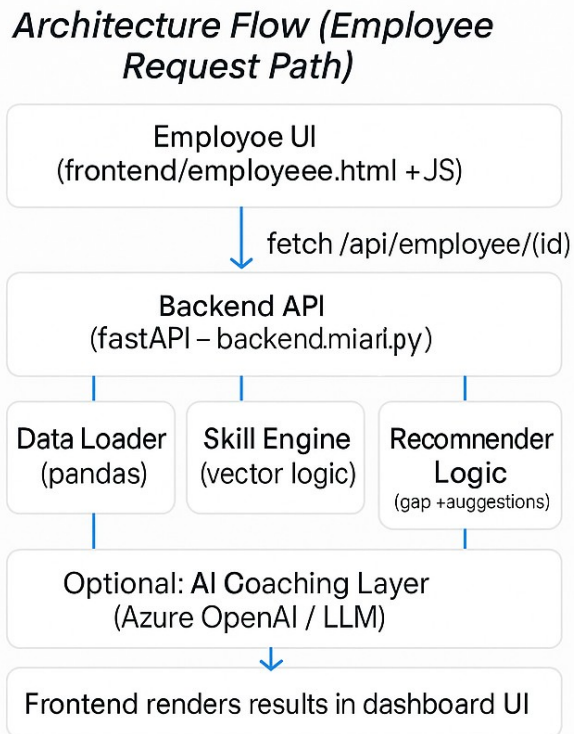 Architecture Flow (Employee
Request Path)
Employoe UI
(frontend/employeee.html + JS)
fetch /api/employee/(id)
Backend API
(fastAPI – backend.miari.py)
Data Loader
(pandas)
Skill Engine
(vector logic)
Recomnender
Logic
(gap +auggestions)
Optional: AI Coaching Layer
(Azure OpenAI / LLM)
Frontend renders results in dashboard UI